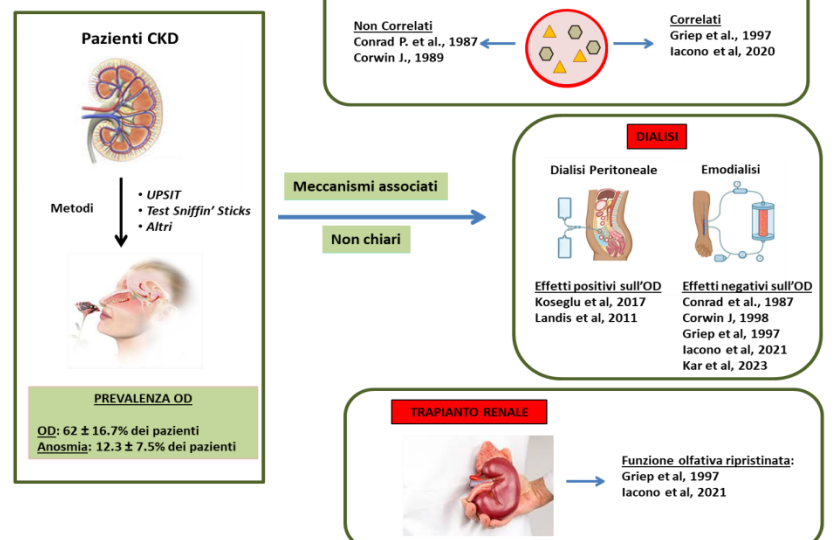 Pazienti CKD
Metodi
• UPSIT
• Test Sniffin' Sticks
• Altri
PREVALENZA OD
OD: 62 ± 16.7% dei pazienti
Anosmia: 12.3 ± 7.5% dei pazienti
Meccanismi associati
Non chiari
Non Correlati
Conrad P. et al., 1987
Corwin J., 1989
Correlati
Griep et al., 1997
Iacono et al, 2020
DIALISI
Dialisi Peritoneale
Effetti positivi sull'OD
Koseglu et al, 2017
Landis et al, 2011
Emodialisi
Effetti negativi sull'OD
Conrad et al., 1987
Corwin J, 1998
Griep et al, 1997
Iacono et al, 2021
Kar et al, 2023
TRAPIANTO RENALE
Funzione olfativa ripristinata:
Griep et al, 1997
Iacono et al, 2021